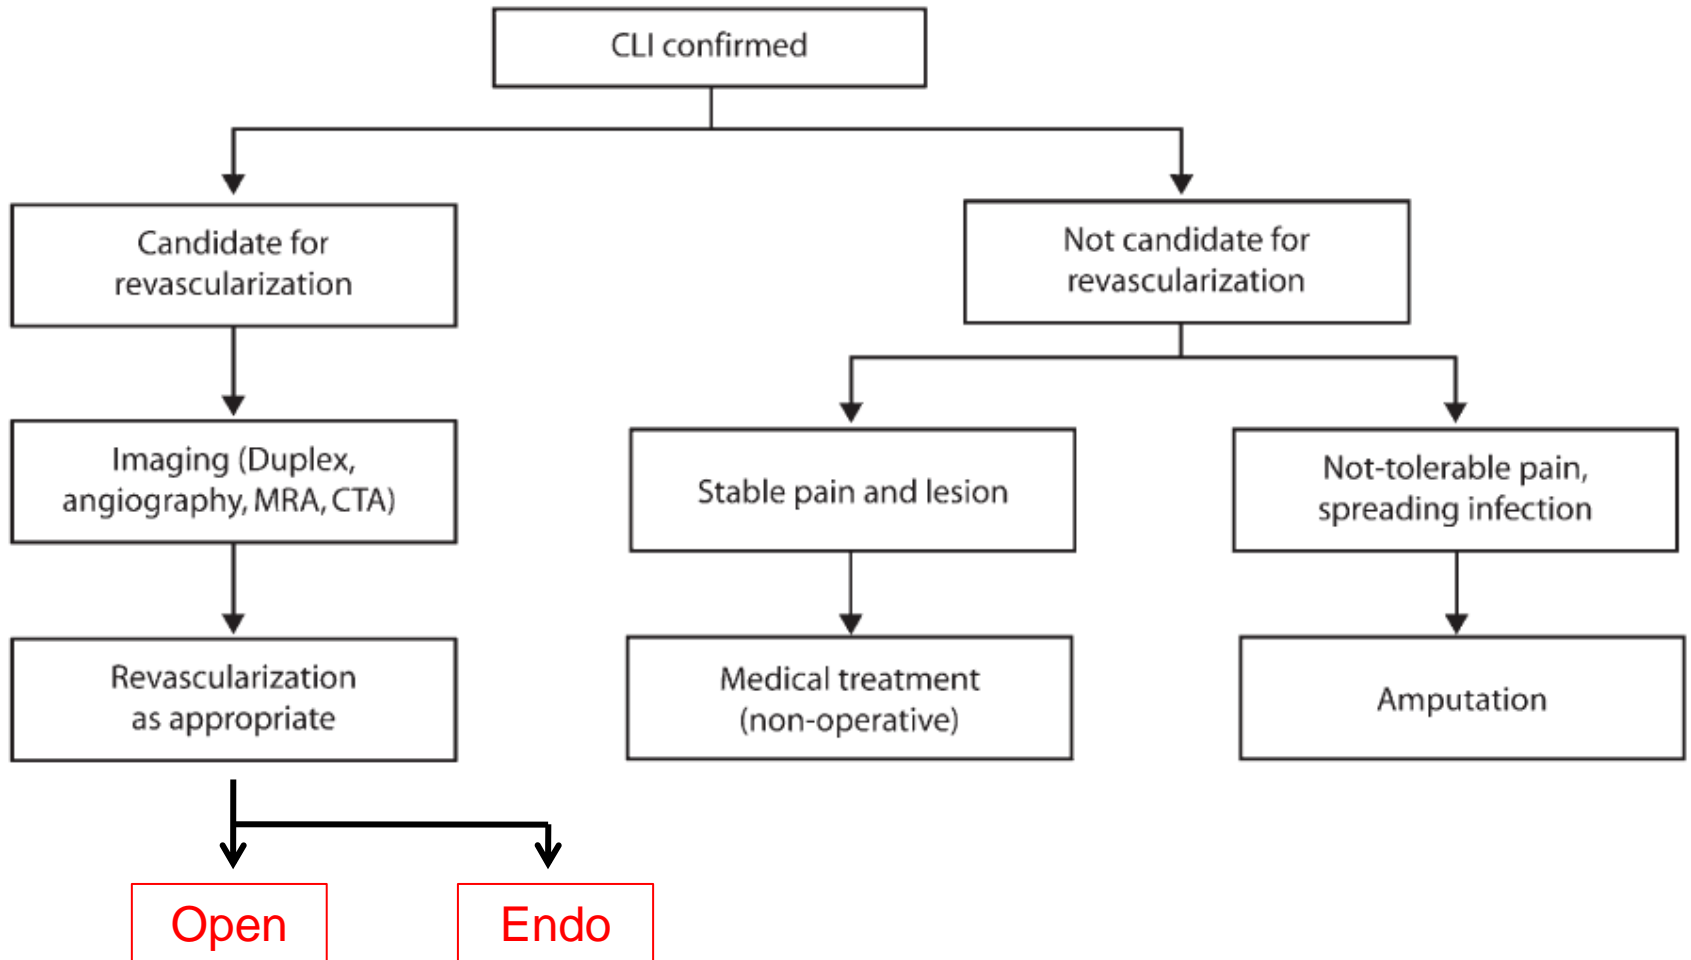 CLI confirmed
Candidate for
revascularization
Not candidate for
revascularization
Imaging (Duplex,
angiography, MRA, CTA)
Stable pain and lesion
Not-tolerable pain,
spreading infection
Revascularization
as appropriate
Medical treatment
(non-operative)
Amputation
Open
Endo